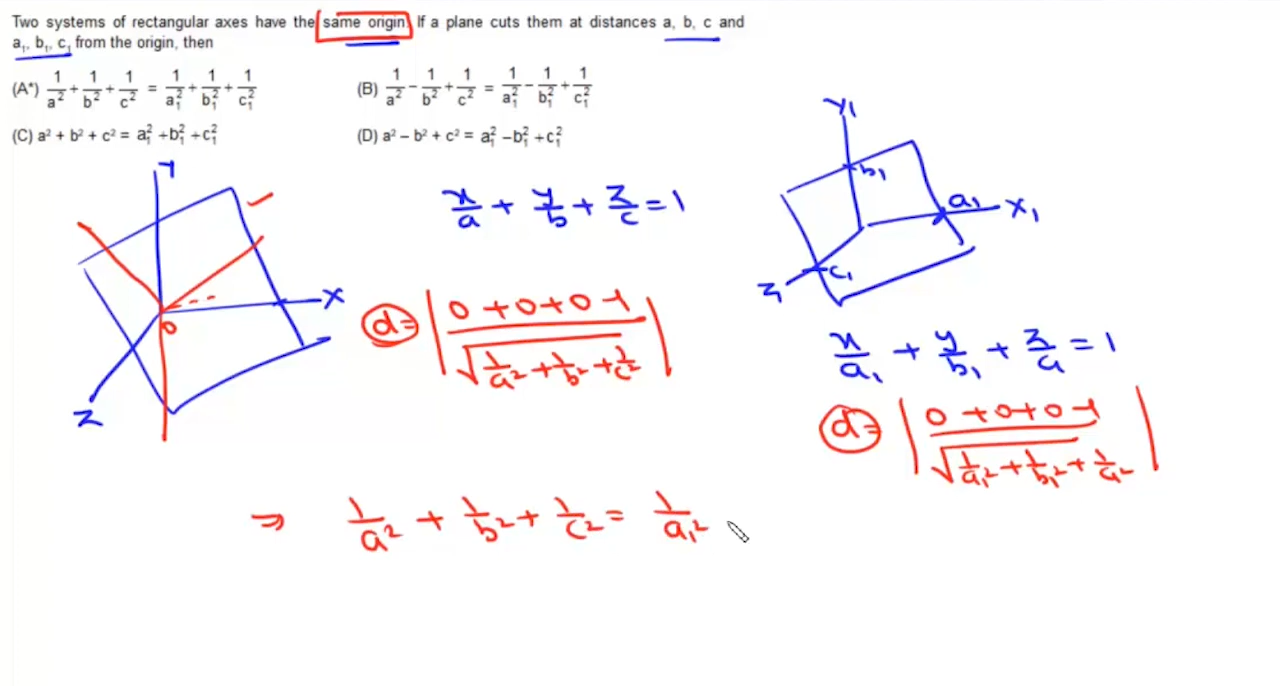 Two systems of rectangular axes have the same origin. If a plane cuts them at distances a, b, c and
a₁, b₁, c₁ from the origin, then
(A*) 1/a² + 1/b² + 1/c² = 1/a₁² + 1/b₁² + 1/c₁²
(B) 1/a² − 1/b² + 1/c² = 1/a₁² − 1/b₁² + 1/c₁²
(C) a² + b² + c² = a₁² +b₁² +c₁²
(D) a² − b² + c² = a₁² −b₁² +c₁²
Y
X
O
Z
x/a + y/b + z/c = 1
d = | 0 + 0 + 0 - 1 / √(1/a² + 1/b² + 1/c²) |
Y₁
b₁
a₁
X₁
c₁
Z₁
x/a₁ + y/b₁ + z/c₁ = 1
d = | 0 + 0 + 0 - 1 / √(1/a₁² + 1/b₁² + 1/c₁²) |
⇒ 1/a² + 1/b² + 1/c² = 1/a₁²